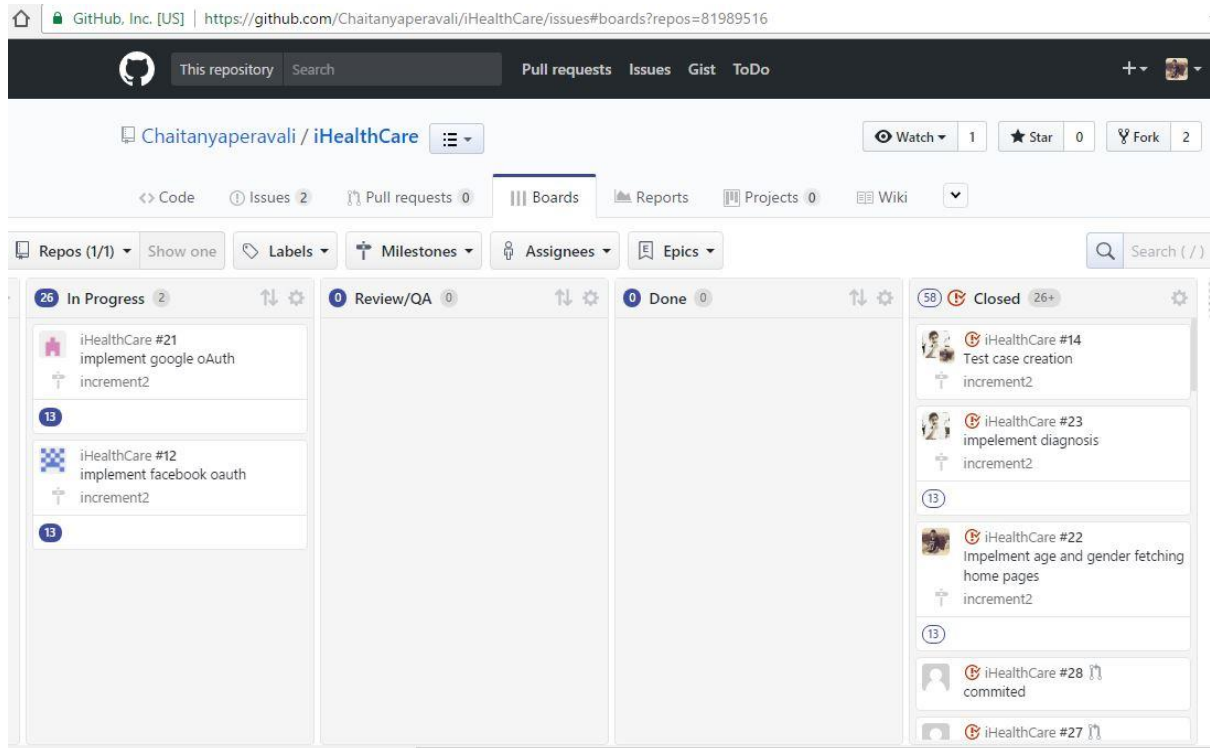 GitHub, Inc. [US] | https://github.com/Chaitanyaperavali/iHealthCare/issues#boards?repos=81989516
This repository Search Pull requests Issues Gist ToDo
Chaitanyaperavali / iHealthCare Watch 1 Star 0 Fork 2
Code Issues 2 Pull requests 0 Boards Reports Projects 0 Wiki
Repos (1/1) Show one Labels Milestones Assignees E Epics Search ( / )
26 In Progress 2
iHealthCare #21
implement google oAuth
increment2
13
iHealthCare #12
implement facebook oauth
increment2
13
0 Review/QA 0
0 Done 0
58 Closed 26+
iHealthCare #14
Test case creation
increment2
iHealthCare #23
impelement diagnosis
increment2
13
iHealthCare #22
Impelment age and gender fetching
home pages
increment2
13
iHealthCare #28
commited
iHealthCare #27